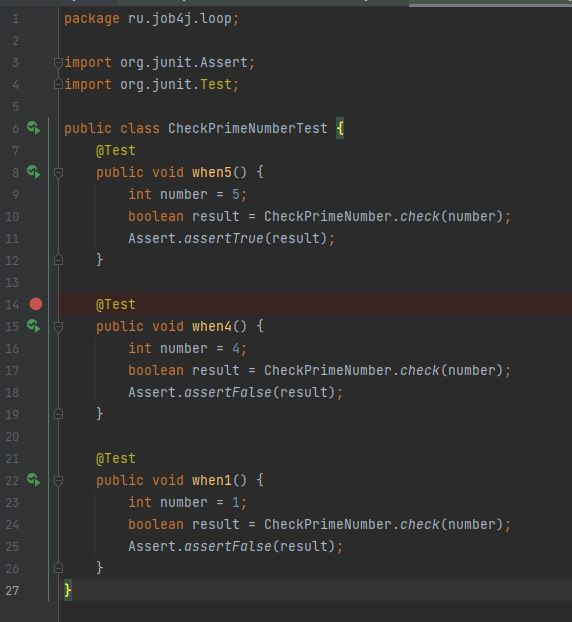 1 package ru.job4j.loop;
2
3 import org.junit.Assert;
4 import org.junit.Test;
5
6 public class CheckPrimeNumberTest {
7     @Test
8     public void when5() {
9         int number = 5;
10         boolean result = CheckPrimeNumber.check(number);
11         Assert.assertTrue(result);
12     }
13
14     @Test
15     public void when4() {
16         int number = 4;
17         boolean result = CheckPrimeNumber.check(number);
18         Assert.assertFalse(result);
19     }
20
21     @Test
22     public void when1() {
23         int number = 1;
24         boolean result = CheckPrimeNumber.check(number);
25         Assert.assertFalse(result);
26     }
27 }